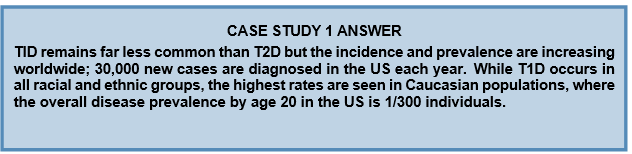 CASE STUDY 1 ANSWER
TID remains far less common than T2D but the incidence and prevalence are increasing
worldwide; 30,000 new cases are diagnosed in the US each year. While T1D occurs in
all racial and ethnic groups, the highest rates are seen in Caucasian populations, where
the overall disease prevalence by age 20 in the US is 1/300 individuals.